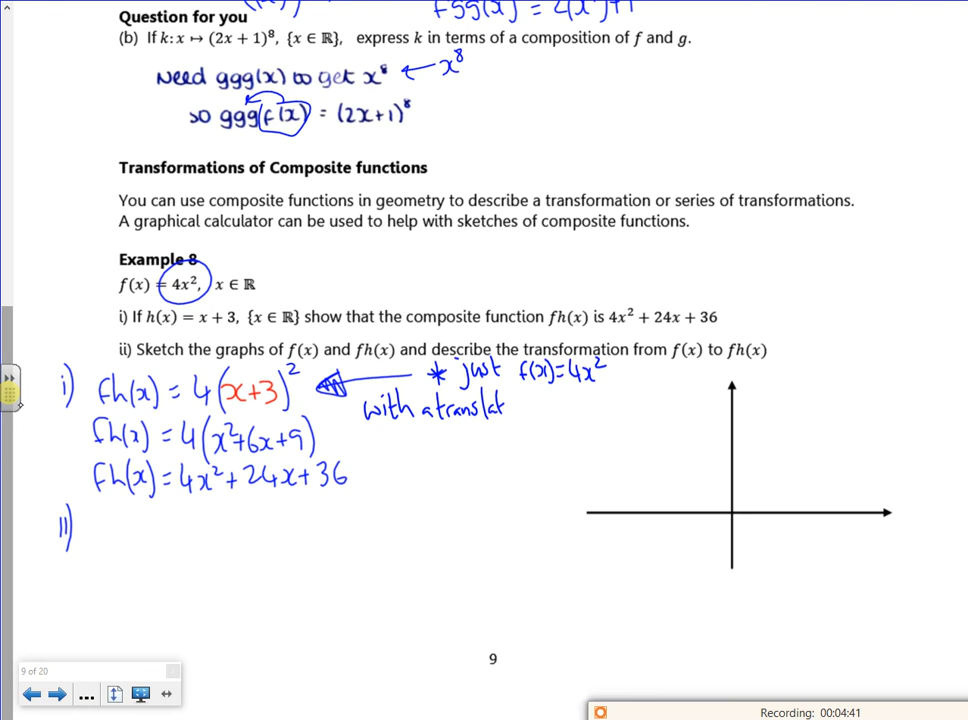 fgg(x) = 4(x)+1
Question for you
(b) If k: x ↦ (2x + 1)⁸, {x ∈ ℝ}, express k in terms of a composition of f and g.
Need ggg(x) to get x⁸ ← x⁸
so ggg(f(x)) = (2x+1)⁸
Transformations of Composite functions
You can use composite functions in geometry to describe a transformation or series of transformations.
A graphical calculator can be used to help with sketches of composite functions.
Example 8
f(x) = 4x², x ∈ ℝ
i) If h(x) = x + 3, {x ∈ ℝ} show that the composite function fh(x) is 4x² + 24x + 36
ii) Sketch the graphs of f(x) and fh(x) and describe the transformation from f(x) to fh(x)
i) fh(x) = 4(x+3)² * just f(x)=4x²
with a translat
fh(x) = 4(x²+6x+9)
fh(x) = 4x²+24x+36
ii)
9
9 of 20
Recording: 00:04:41